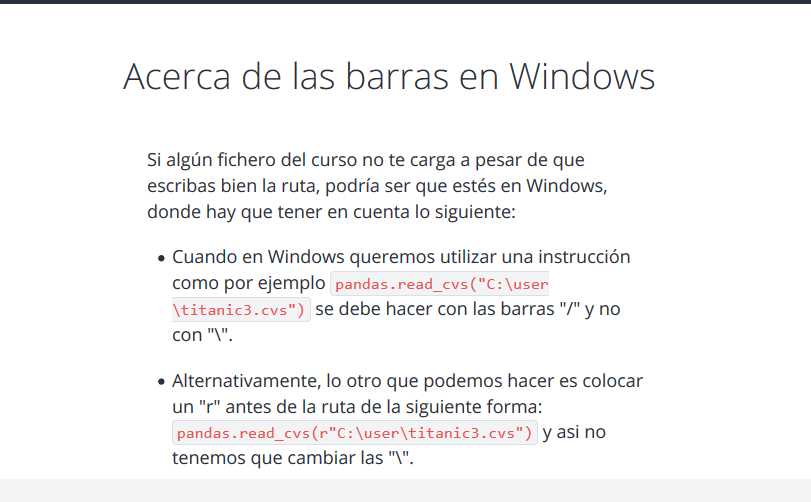 Acerca de las barras en Windows
Si algún fichero del curso no te carga a pesar de que
escribas bien la ruta, podría ser que estés en Windows,
donde hay que tener en cuenta lo siguiente:
• Cuando en Windows queremos utilizar una instrucción
como por ejemplo pandas.read_cvs("C:\user
\titanic3.cvs") se debe hacer con las barras "/" y no
con "\".
• Alternativamente, lo otro que podemos hacer es colocar
un "r" antes de la ruta de la siguiente forma:
pandas.read_cvs(r"C:\user\titanic3.cvs") y asi no
tenemos que cambiar las "\".